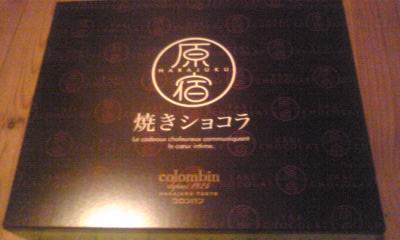 原
HARAJUKU
宿
焼きショコラ
Le cadeaux chaleureux communiquent
le cœur intime.
colombin
depuis 1924
HARAJUKU-TOKYO
コロンバン